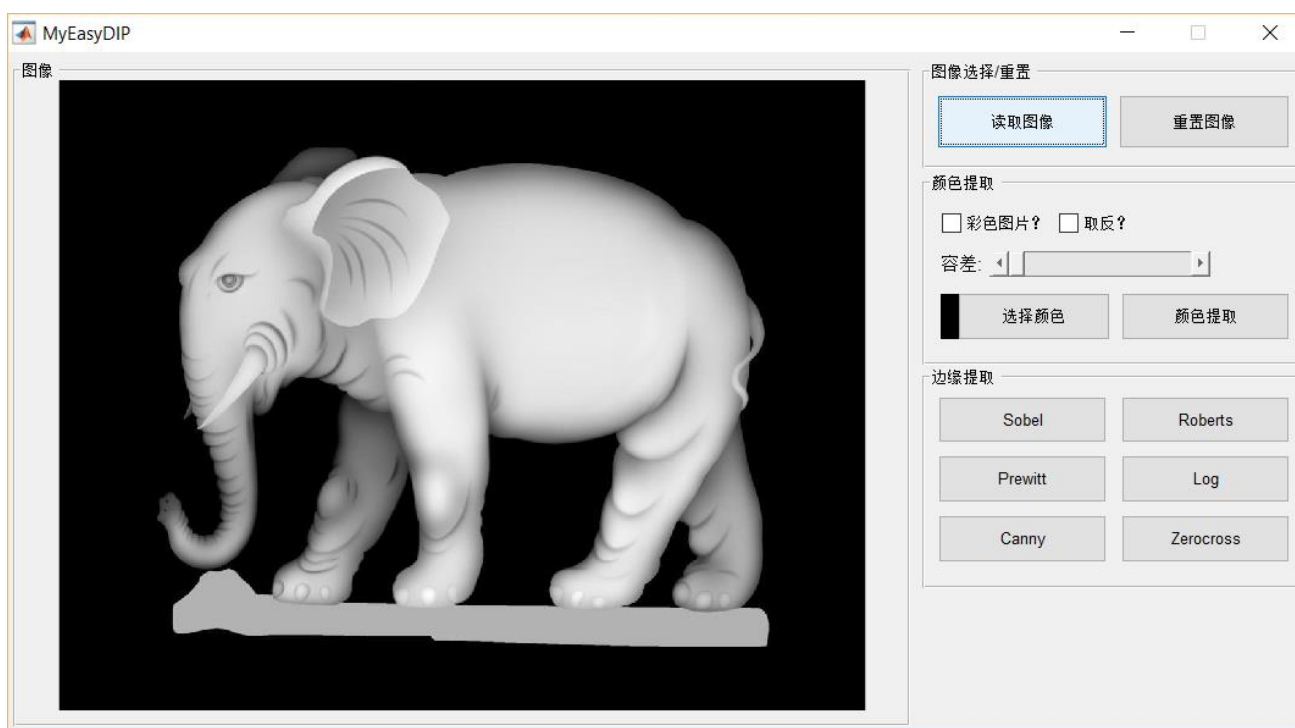 MyEasyDIP
图像
图像选择/重置
读取图像
重置图像
颜色提取
彩色图片?
取反?
容差:
选择颜色
颜色提取
边缘提取
Sobel
Roberts
Prewitt
Log
Canny
Zerocross